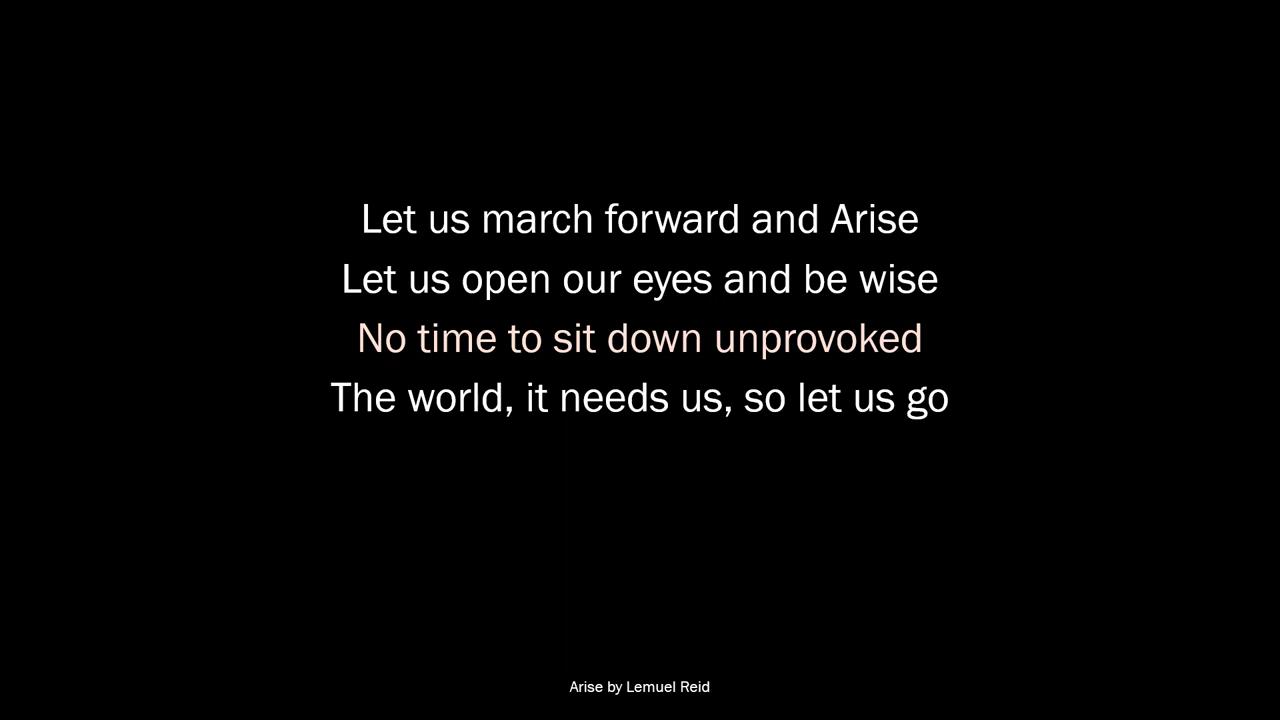 Let us march forward and Arise
Let us open our eyes and be wise
No time to sit down unprovoked
The world, it needs us, so let us go
Arise by Lemuel Reid